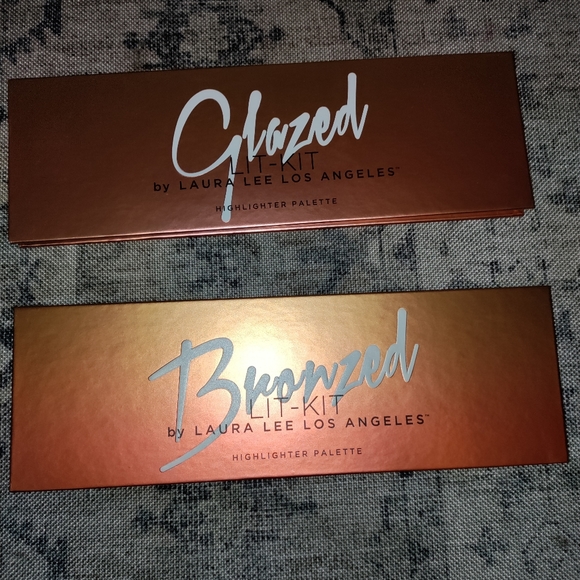 Glazed
LIT-KIT
by LAURA LEE LOS ANGELES™
HIGHLIGHTER PALETTE
Bronzed
LIT-KIT
by LAURA LEE LOS ANGELES™
HIGHLIGHTER PALETTE